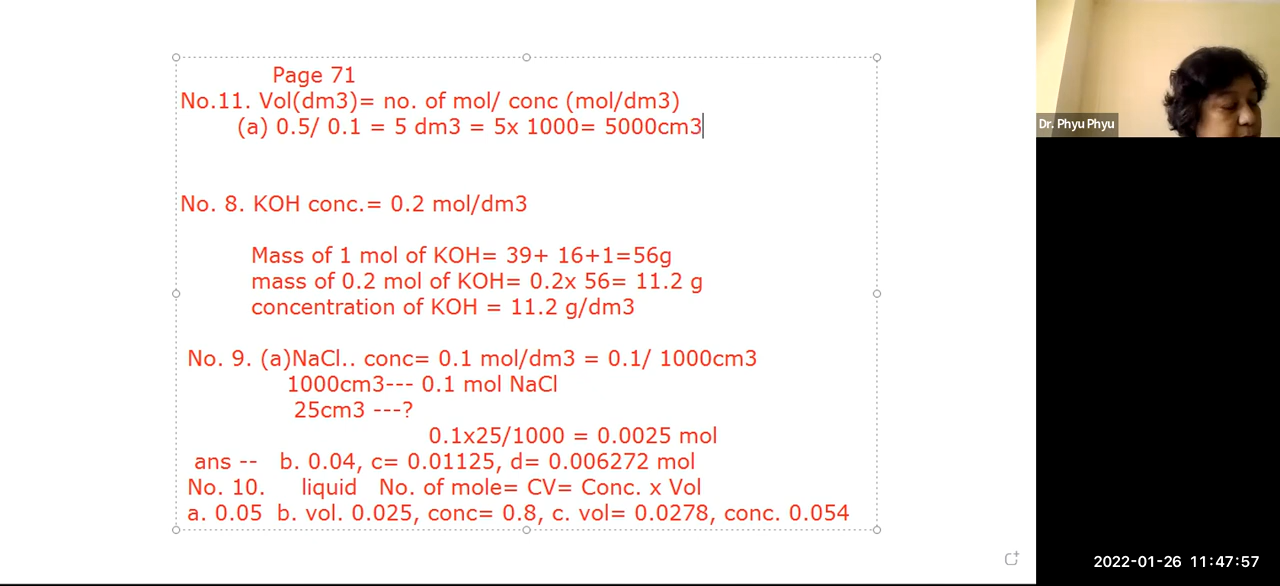 Page 71
No.11. Vol(dm3)= no. of mol/ conc (mol/dm3)
(a) 0.5/ 0.1 = 5 dm3 = 5x 1000= 5000cm3
No. 8. KOH conc.= 0.2 mol/dm3
Mass of 1 mol of KOH= 39+ 16+1=56g
mass of 0.2 mol of KOH= 0.2x 56= 11.2 g
concentration of KOH = 11.2 g/dm3
No. 9. (a)NaCl.. conc= 0.1 mol/dm3 = 0.1/ 1000cm3
1000cm3--- 0.1 mol NaCl
25cm3 ---?
0.1x25/1000 = 0.0025 mol
ans -- b. 0.04, c= 0.01125, d= 0.006272 mol
No. 10. liquid No. of mole= CV= Conc. x Vol
a. 0.05 b. vol. 0.025, conc= 0.8, c. vol= 0.0278, conc. 0.054
Dr. Phyu Phyu
2022-01-26 11:47:57